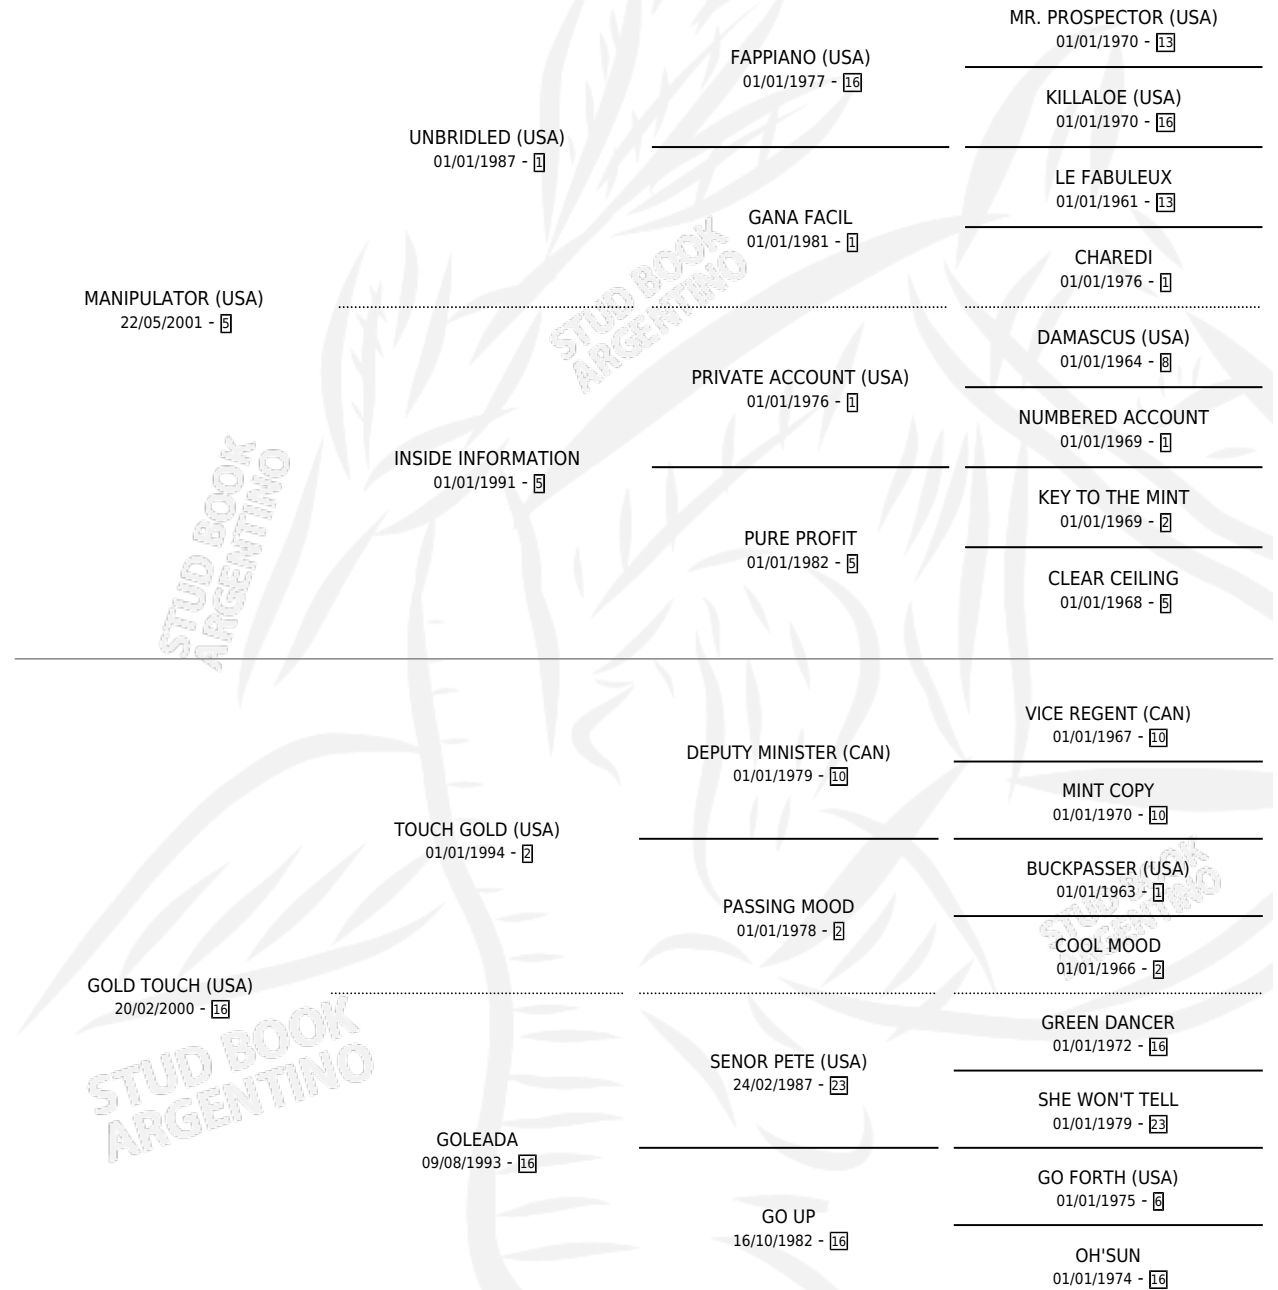 MR. PROSPECTOR (USA)
01/01/1970 - 13
FAPPIANO (USA)
01/01/1977 - 16
KILLALOE (USA)
01/01/1970 - 16
UNBRIDLED (USA)
01/01/1987 - 1
LE FABULEUX
01/01/1961 - 13
GANA FACIL
01/01/1981 - 1
CHAREDI
01/01/1976 - 1
MANIPULATOR (USA)
22/05/2001 - 5
DAMASCUS (USA)
01/01/1964 - 8
PRIVATE ACCOUNT (USA)
01/01/1976 - 1
NUMBERED ACCOUNT
01/01/1969 - 1
INSIDE INFORMATION
01/01/1991 - 5
KEY TO THE MINT
01/01/1969 - 2
PURE PROFIT
01/01/1982 - 5
CLEAR CEILING
01/01/1968 - 5
VICE REGENT (CAN)
01/01/1967 - 10
DEPUTY MINISTER (CAN)
01/01/1979 - 10
MINT COPY
01/01/1970 - 10
TOUCH GOLD (USA)
01/01/1994 - 2
BUCKPASSER (USA)
01/01/1963 - 1
PASSING MOOD
01/01/1978 - 2
COOL MOOD
01/01/1966 - 2
GOLD TOUCH (USA)
20/02/2000 - 16
GREEN DANCER
01/01/1972 - 16
SENOR PETE (USA)
24/02/1987 - 23
SHE WON'T TELL
01/01/1979 - 23
GOLEADA
09/08/1993 - 16
GO FORTH (USA)
01/01/1975 - 6
GO UP
16/10/1982 - 16
OH'SUN
01/01/1974 - 16
STUD BOOK
ARGENTINO
STUD BOOK
ARGENTINO
STUD BOOK
ARGENTINO
STUD BOOK
ARGENTINO